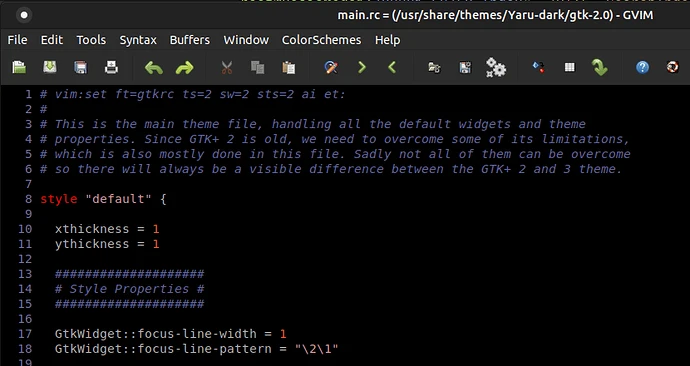 main.rc = (/usr/share/themes/Yaru-dark/gtk-2.0) - GVIM
File Edit Tools Syntax Buffers Window ColorSchemes Help
1 # vim:set ft=gtkrc ts=2 sw=2 sts=2 ai et:
2 #
3 # This is the main theme file, handling all the default widgets and theme
4 # properties. Since GTK+ 2 is old, we need to overcome some of its limitations,
5 # which is also mostly done in this file. Sadly not all of them can be overcome
6 # so there will always be a visible difference between the GTK+ 2 and 3 theme.
7
8 style "default" {
9
10 xthickness = 1
11 ythickness = 1
12
13 ####################
14 # Style Properties #
15 ####################
16
17 GtkWidget::focus-line-width = 1
18 GtkWidget::focus-line-pattern = "\2\1"
19